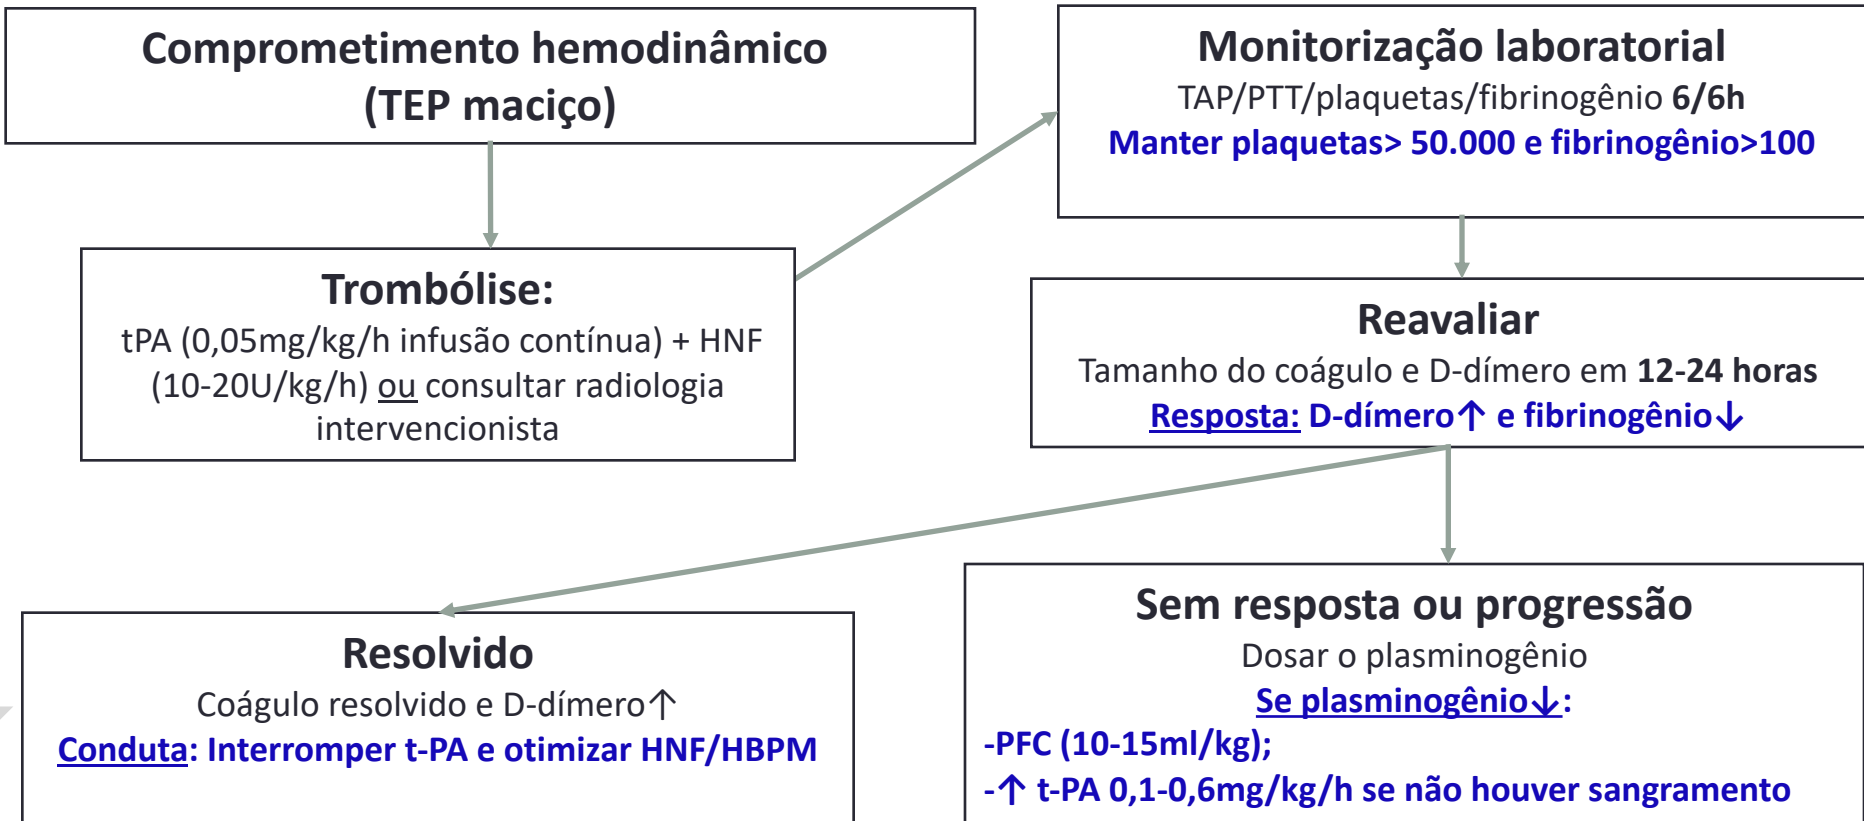 Comprometimento hemodinâmico
(TEP maciço)
Trombólise:
tPA (0,05mg/kg/h infusão contínua) + HNF
(10-20U/kg/h) ou consultar radiologia
intervencionista
Monitorização laboratorial
TAP/PTT/plaquetas/fibrinogênio 6/6h
Manter plaquetas> 50.000 e fibrinogênio>100
Reavaliar
Tamanho do coágulo e D-dímero em 12-24 horas
Resposta: D-dímero↑ e fibrinogênio↓
Resolvido
Coágulo resolvido e D-dímero↑
Conduta: Interromper t-PA e otimizar HNF/HBPM
Sem resposta ou progressão
Dosar o plasminogênio
Se plasminogênio↓:
-PFC (10-15ml/kg);
-↑ t-PA 0,1-0,6mg/kg/h se não houver sangramento